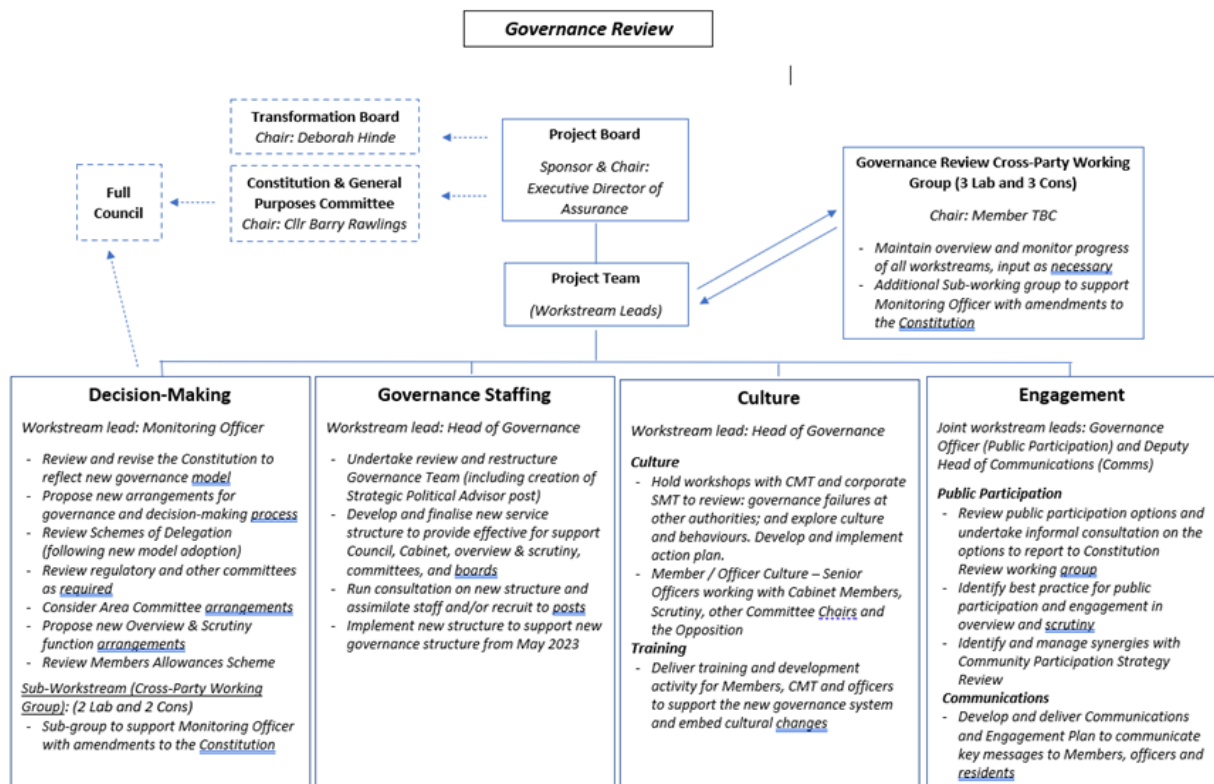 Governance Review
Transformation Board
Chair: Deborah Hinde
Project Board
Sponsor & Chair:
Executive Director of
Assurance
Full
Council
Constitution & General
Purposes Committee
Chair: Cllr Barry Rawlings
Governance Review Cross-Party Working
Group (3 Lab and 3 Cons)
Chair: Member TBC
- Maintain overview and monitor progress
of all workstreams, input as necessary
- Additional Sub-working group to support
Monitoring Officer with amendments to
the Constitution
Project Team
(Workstream Leads)
Decision-Making
Workstream lead: Monitoring Officer
- Review and revise the Constitution to
reflect new governance model
- Propose new arrangements for
governance and decision-making process
- Review Schemes of Delegation
(following new model adoption)
- Review regulatory and other committees
as required
- Consider Area Committee arrangements
- Propose new Overview & Scrutiny
function arrangements
- Review Members Allowances Scheme
Sub-Workstream (Cross-Party Working
Group): (2 Lab and 2 Cons)
- Sub-group to support Monitoring Officer
with amendments to the Constitution
Governance Staffing
Workstream lead: Head of Governance
- Undertake review and restructure
Governance Team (including creation of
Strategic Political Advisor post)
- Develop and finalise new service
structure to provide effective for support
Council, Cabinet, overview & scrutiny,
committees, and boards
- Run consultation on new structure and
assimilate staff and/or recruit to posts
- Implement new structure to support new
governance structure from May 2023
Culture
Workstream lead: Head of Governance
Culture
- Hold workshops with CMT and corporate
SMT to review: governance failures at
other authorities; and explore culture
and behaviours. Develop and implement
action plan.
- Member / Officer Culture – Senior
Officers working with Cabinet Members,
Scrutiny, other Committee Chairs and
the Opposition
Training
- Deliver training and development
activity for Members, CMT and officers
to support the new governance system
and embed cultural changes
Engagement
Joint workstream leads: Governance
Officer (Public Participation) and Deputy
Head of Communications (Comms)
Public Participation
- Review public participation options and
undertake informal consultation on the
options to report to Constitution
Review working group
- Identify best practice for public
participation and engagement in
overview and scrutiny
- Identify and manage synergies with
Community Participation Strategy
Review
Communications
- Develop and deliver Communications
and Engagement Plan to communicate
key messages to Members, officers and
residents